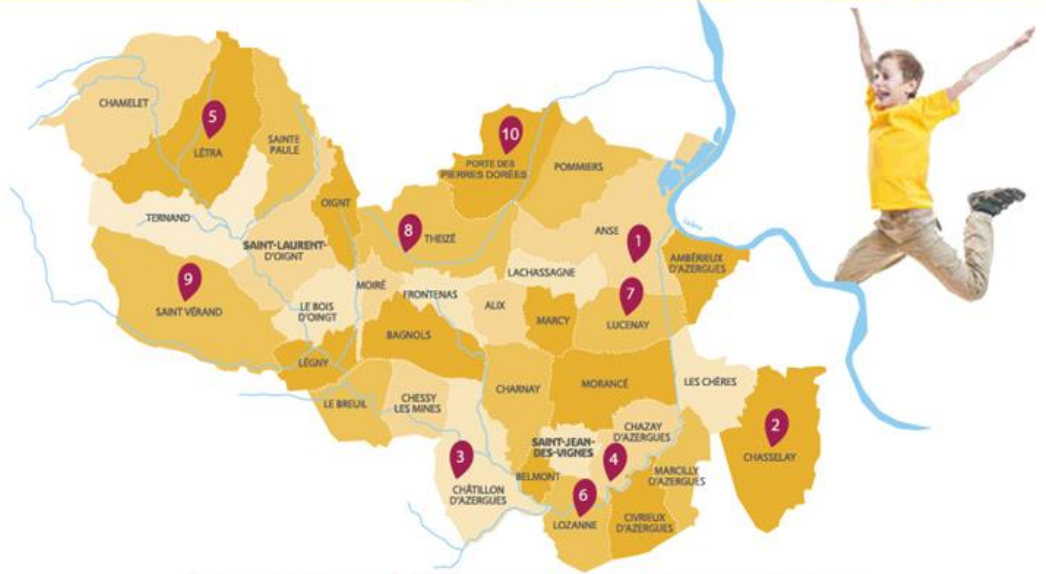 CHAMELET
5
LÉTRA
SAINTE
PAULE
10
PORTE DES
PIERRES DORÉES
POMMIERS
OIGNT
TERNAND
8
THEIZÉ
ANSE
1
Saône
SAINT-LAURENT-
D'OIGNT
AMBÉRIEUX
D'AZERGUES
9
SAINT VÉRAND
MOIRÉ
LACHASSAGNE
FRONTENAS
7
LUCENAY
LE BOIS
D'OINGT
ALIX
MARCY
BAGNOLS
LÉGNY
LE BREUIL
CHESSY
LES MINES
CHARNAY
MORANCÉ
LES CHÈRES
2
CHASSELAY
CHAZAY
D'AZERGUES
SAINT-JEAN-
DES-VIGNES
3
CHÂTILLON
D'AZERGUES
4
BELMONT
MARCILLY
D'AZERGUES
6
LOZANNE
CIVRIEUX
D'AZERGUES